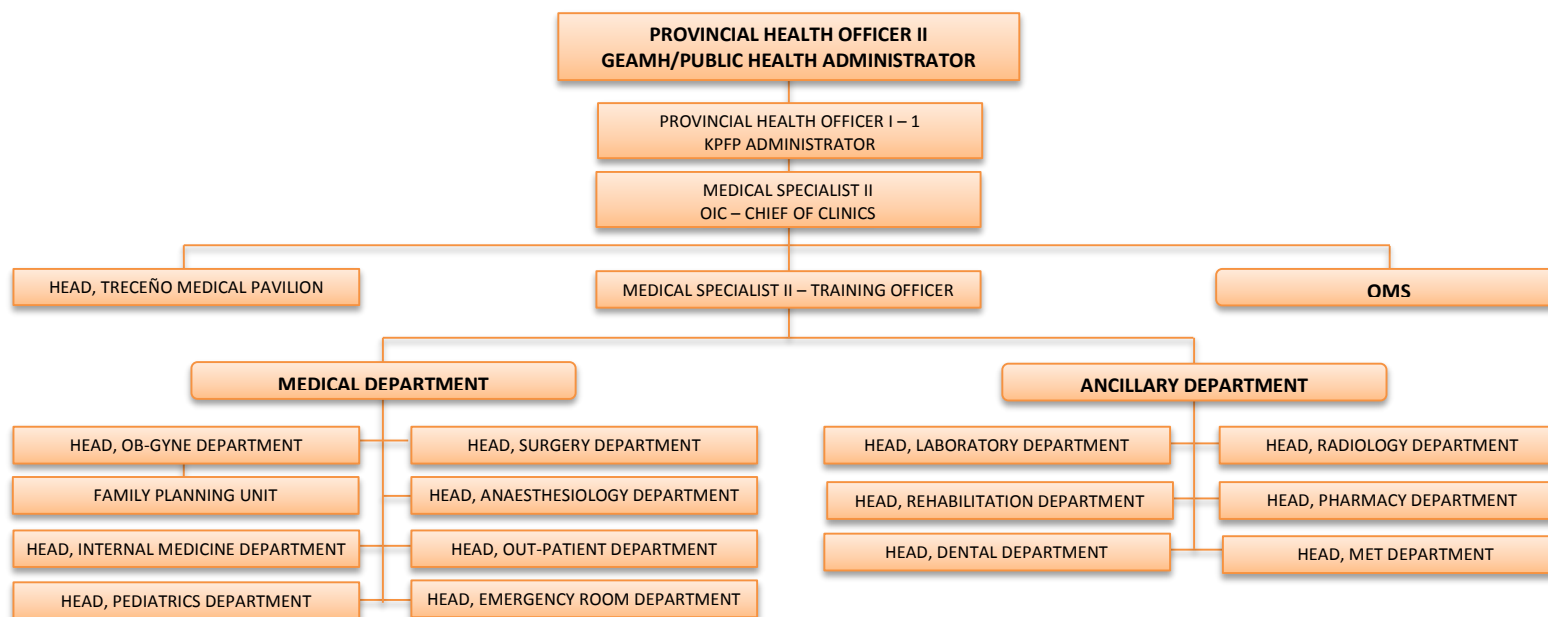 PROVINCIAL HEALTH OFFICER II
GEAMH/PUBLIC HEALTH ADMINISTRATOR
PROVINCIAL HEALTH OFFICER I – 1
KPFP ADMINISTRATOR
MEDICAL SPECIALIST II
OIC – CHIEF OF CLINICS
HEAD, TRECEÑO MEDICAL PAVILION
MEDICAL SPECIALIST II – TRAINING OFFICER
OMS
MEDICAL DEPARTMENT
ANCILLARY DEPARTMENT
HEAD, OB-GYNE DEPARTMENT
HEAD, SURGERY DEPARTMENT
HEAD, LABORATORY DEPARTMENT
HEAD, RADIOLOGY DEPARTMENT
FAMILY PLANNING UNIT
HEAD, ANAESTHESIOLOGY DEPARTMENT
HEAD, REHABILITATION DEPARTMENT
HEAD, PHARMACY DEPARTMENT
HEAD, INTERNAL MEDICINE DEPARTMENT
HEAD, OUT-PATIENT DEPARTMENT
HEAD, DENTAL DEPARTMENT
HEAD, MET DEPARTMENT
HEAD, PEDIATRICS DEPARTMENT
HEAD, EMERGENCY ROOM DEPARTMENT